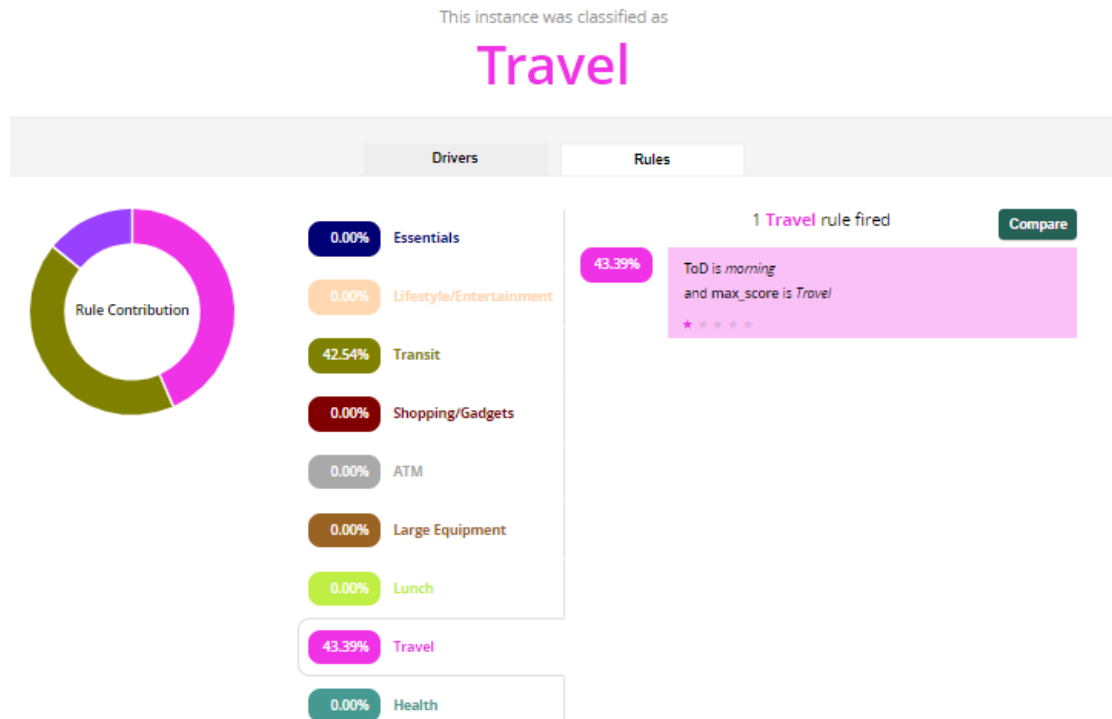 This instance was classified as
Travel
Drivers
Rules
Rule Contribution
0.00% Essentials
0.00% Lifestyle/Entertainment
42.54% Transit
0.00% Shopping/Gadgets
0.00% ATM
0.00% Large Equipment
0.00% Lunch
43.39% Travel
0.00% Health
1 Travel rule fired
Compare
43.39%
ToD is morning
and max_score is Travel